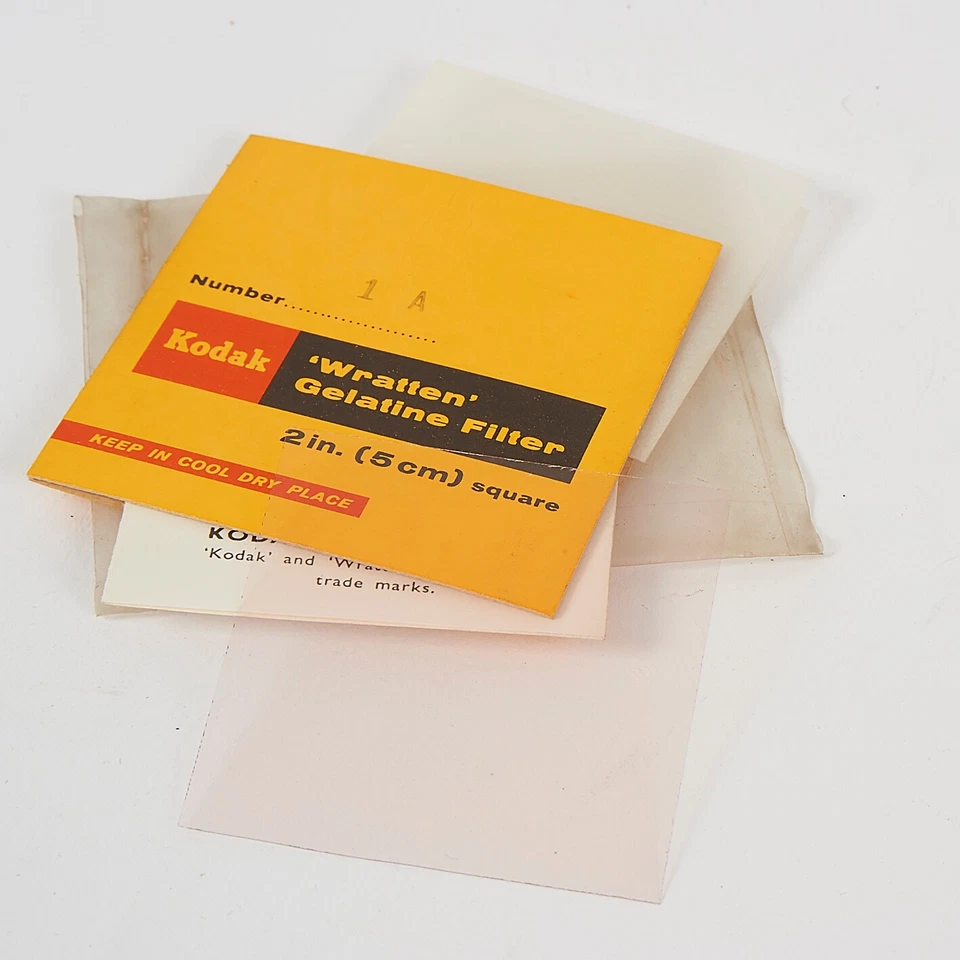 Number..................... 1 A
Kodak
'Wratten'
Gelatine Filter
2 in. (5 cm) square
KEEP IN COOL DRY PLACE
'Kodak' and
trade marks.